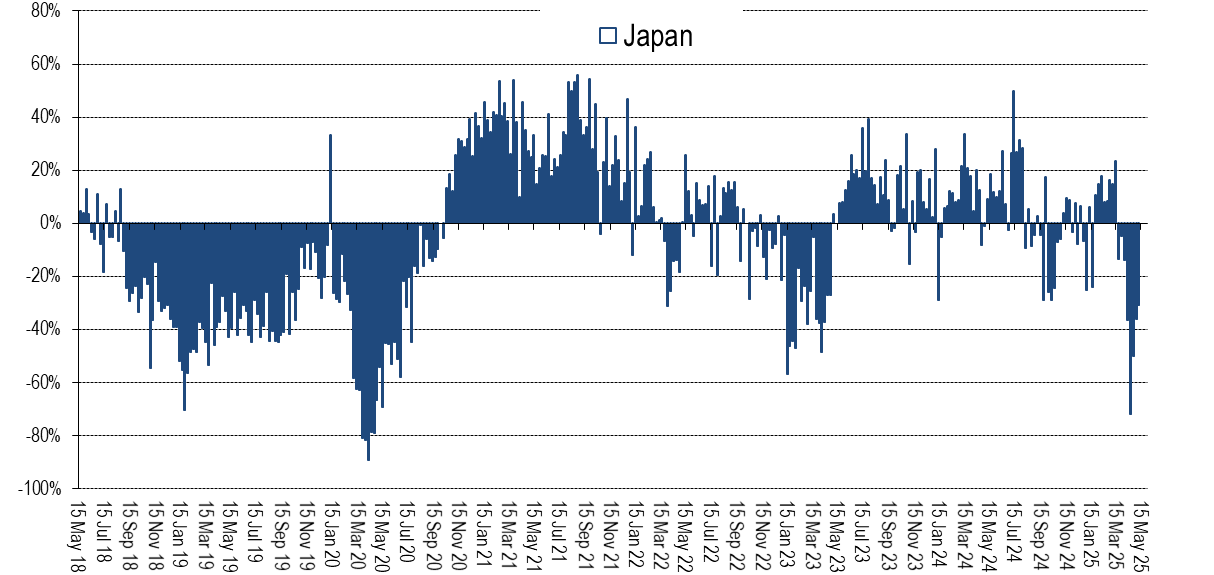 80%
Japan
60%
40%
20%
0%
-20%
-40%
-60%
-80%
-100%
15 May 18
15 Jul 18
15 Sep 18
15 Nov 18
15 Jan 19
15 Mar 19
15 May 19
15 Jul 19
15 Sep 19
15 Nov 19
15 Jan 20
15 Mar 20
15 May 20
15 Jul 20
15 Sep 20
15 Nov 20
15 Jan 21
15 Mar 21
15 May 21
15 Jul 21
15 Sep 21
15 Nov 21
15 Jan 22
15 Mar 22
15 May 22
15 Jul 22
15 Sep 22
15 Nov 22
15 Jan 23
15 Mar 23
15 May 23
15 Jul 23
15 Sep 23
15 Nov 23
15 Jan 24
15 Mar 24
15 May 24
15 Jul 24
15 Sep 24
15 Nov 24
15 Jan 25
15 Mar 25
15 May 25